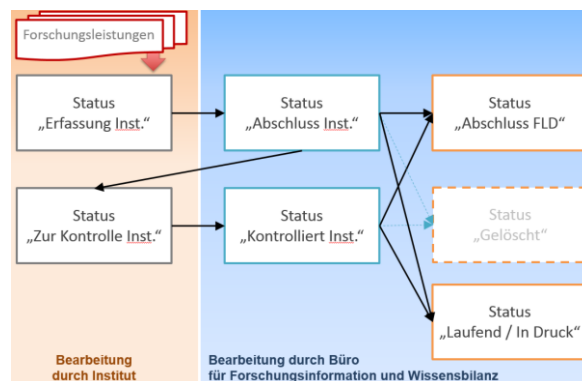 Forschungsleistungen
Status
„Erfassung Inst.“
Status
„Abschluss Inst.“
Status
„Abschluss FLD“
Status
„Zur Kontrolle Inst.“
Status
„Kontrolliert Inst.“
Status
„Gelöscht“
Status
„Laufend / In Druck“
Bearbeitung
durch Institut
Bearbeitung durch Büro
für Forschungsinformation und Wissensbilanz